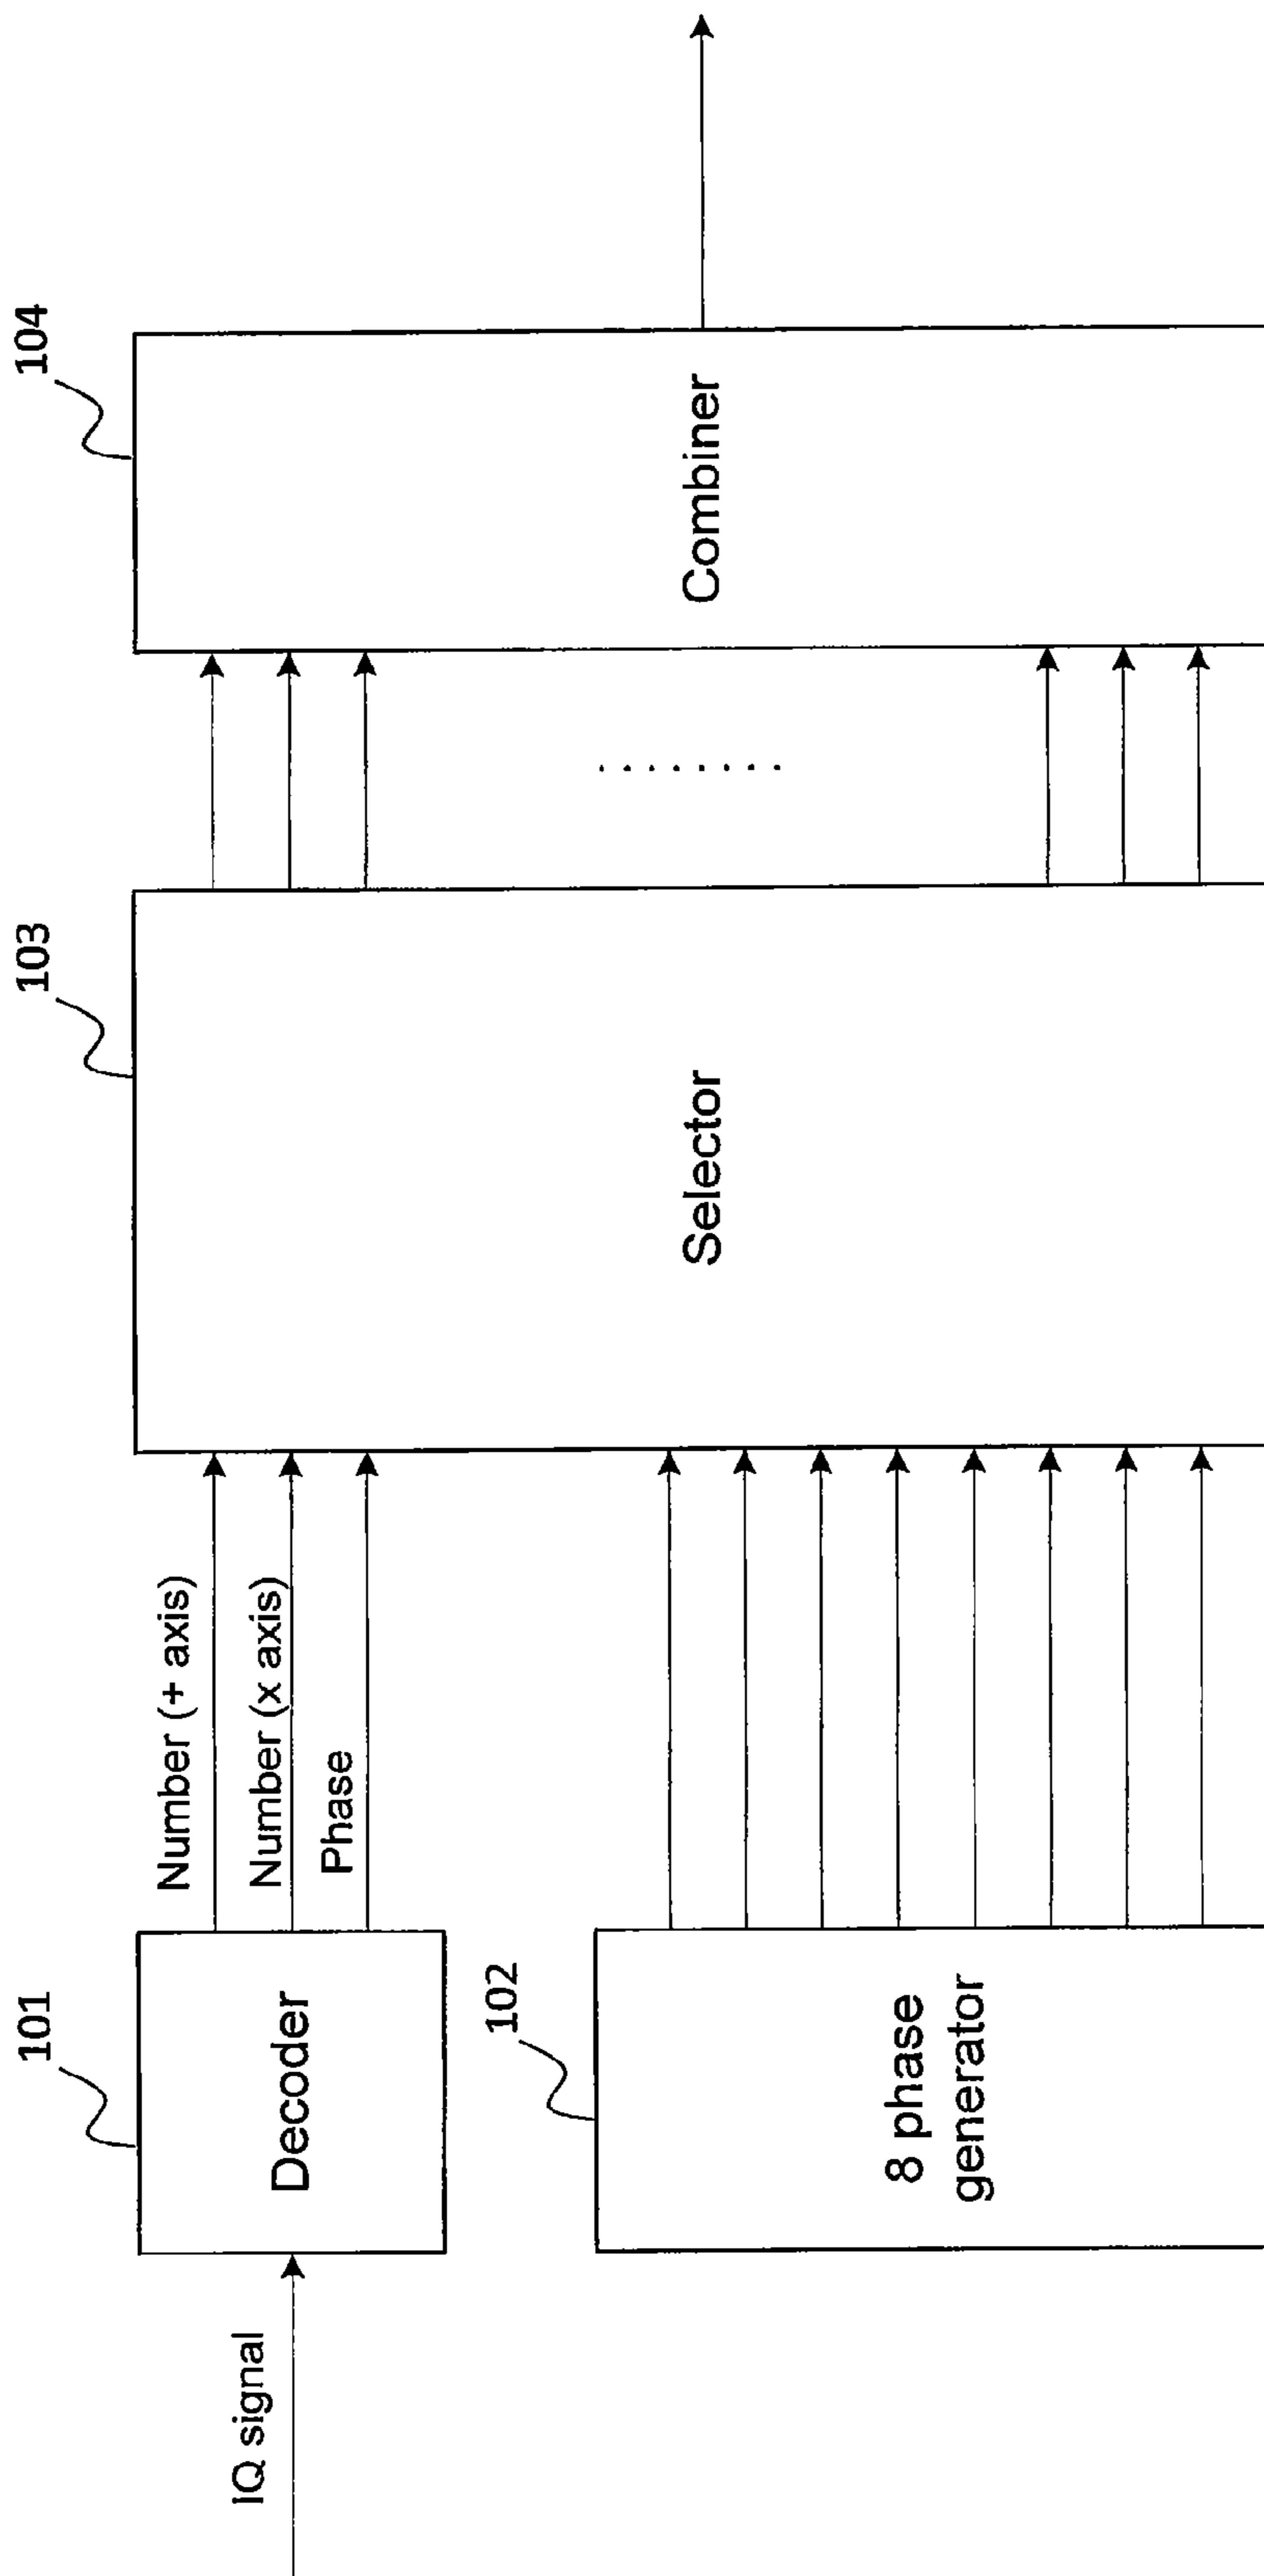 IQ signal
101
Decoder
Number (+ axis)
Number (x axis)
Phase
102
8 phase
generator
103
Selector
104
Combiner